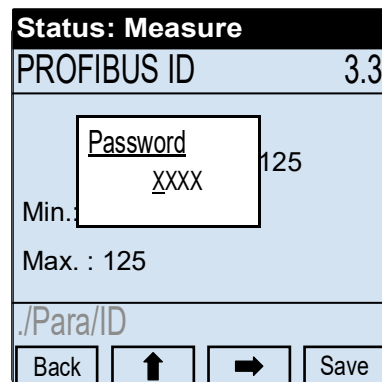 Status: Measure
PROFIBUS ID 3.3
Password
XXXX
125
Min.:
Max. : 125
./Para/ID
Back ⬆ ➡ Save